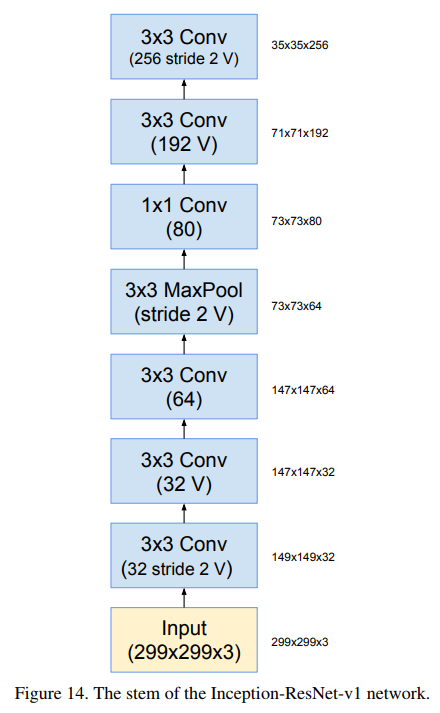 3x3 Conv
(256 stride 2 V)
35x35x256
3x3 Conv
(192 V)
71x71x192
1x1 Conv
(80)
73x73x80
3x3 MaxPool
(stride 2 V)
73x73x64
3x3 Conv
(64)
147x147x64
3x3 Conv
(32 V)
147x147x32
3x3 Conv
(32 stride 2 V)
149x149x32
Input
(299x299x3)
299x299x3
Figure 14. The stem of the Inception-ResNet-v1 network.